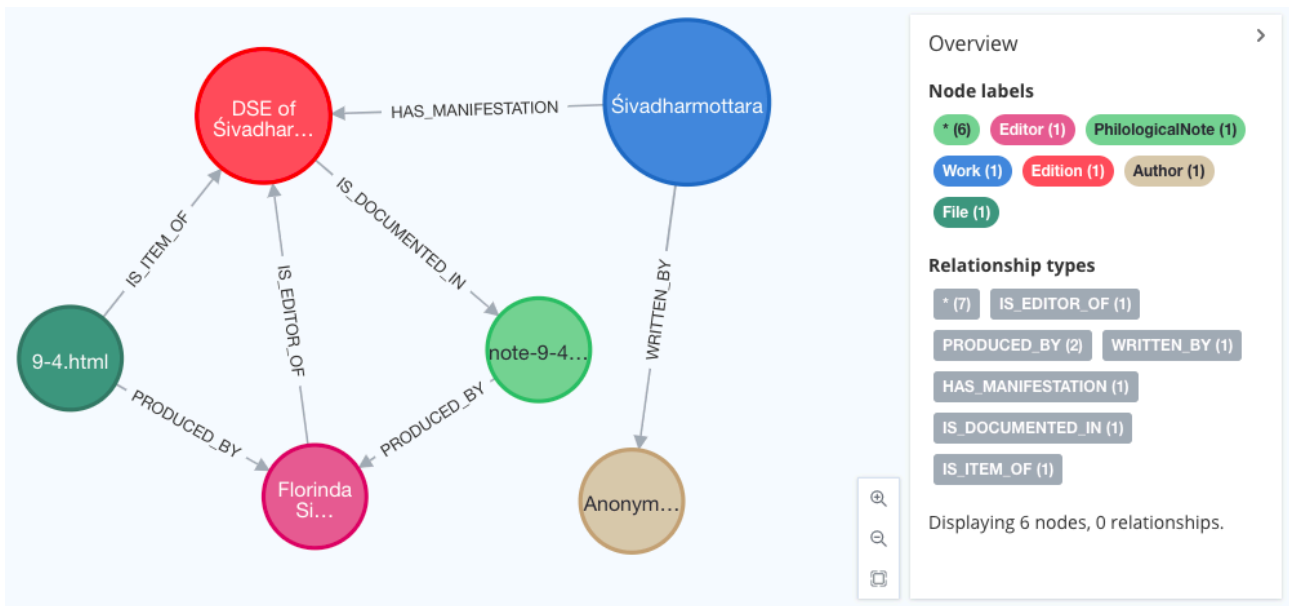 DSE of
Śivadhar…
HAS_MANIFESTATION
Śivadharmottara
IS_DOCUMENTED_IN
IS_ITEM_OF
IS_EDITOR_OF
WRITTEN_BY
9-4.html
note-9-4…
PRODUCED_BY
PRODUCED_BY
Florinda
Si…
Anonym…
Overview
Node labels
* (6) Editor (1) PhilologicalNote (1)
Work (1) Edition (1) Author (1)
File (1)
Relationship types
* (7) IS_EDITOR_OF (1)
PRODUCED_BY (2) WRITTEN_BY (1)
HAS_MANIFESTATION (1)
IS_DOCUMENTED_IN (1)
IS_ITEM_OF (1)
Displaying 6 nodes, 0 relationships.